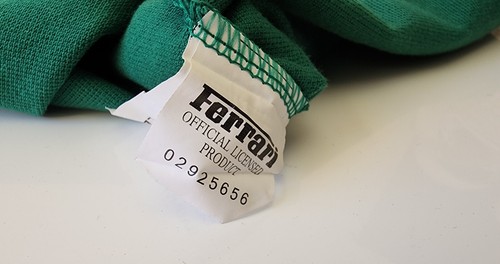 Ferrari
OFFICIAL LICENSED
PRODUCT
02925656